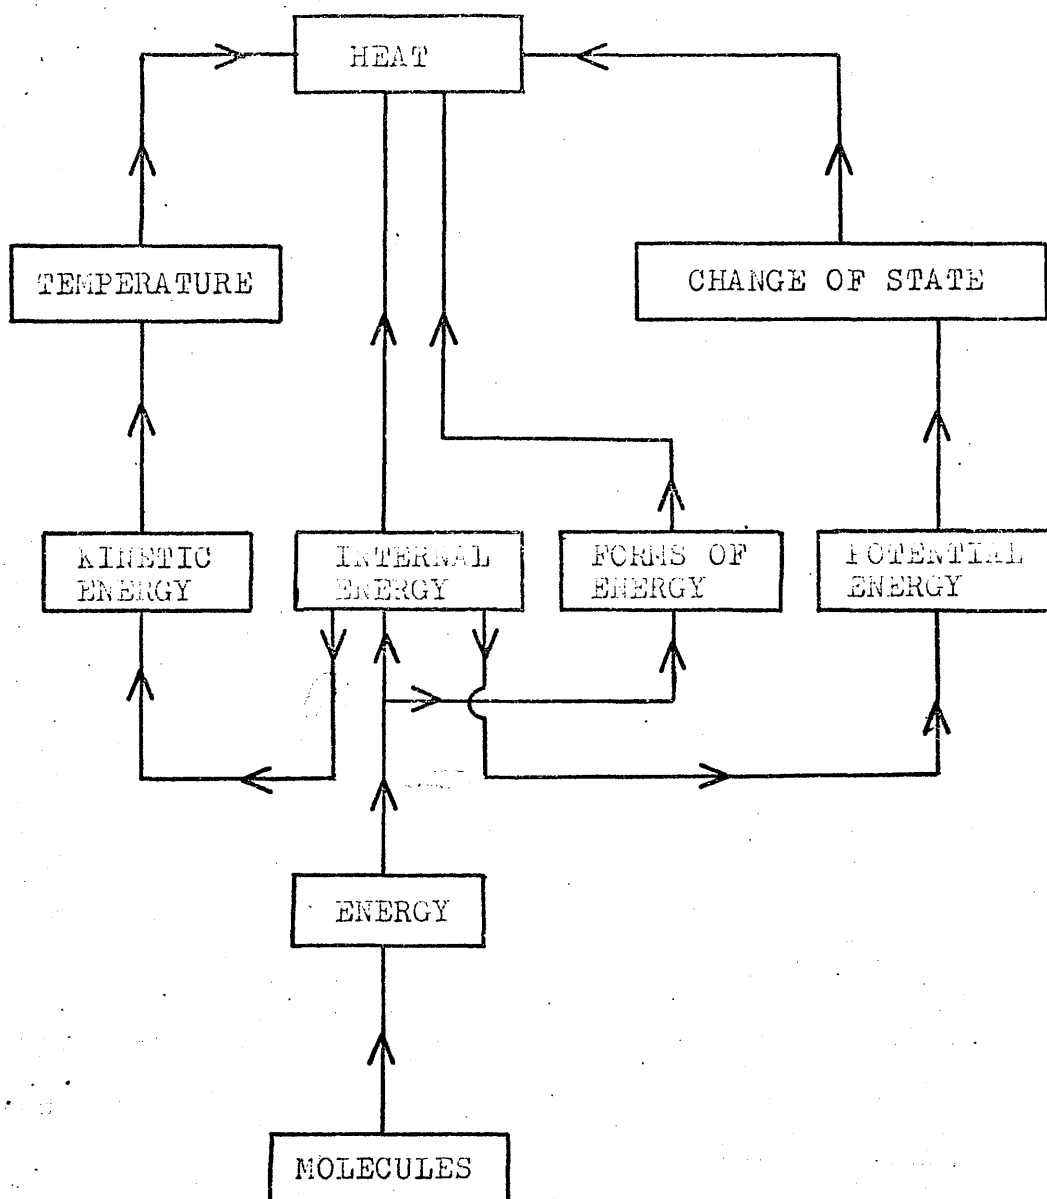 HEAT
TEMPERATURE
CHANGE OF STATE
KINETIC
ENERGY
INTERNAL
ENERGY
FORMS OF
ENERGY
POTENTIAL
ENERGY
ENERGY
MOLECULES